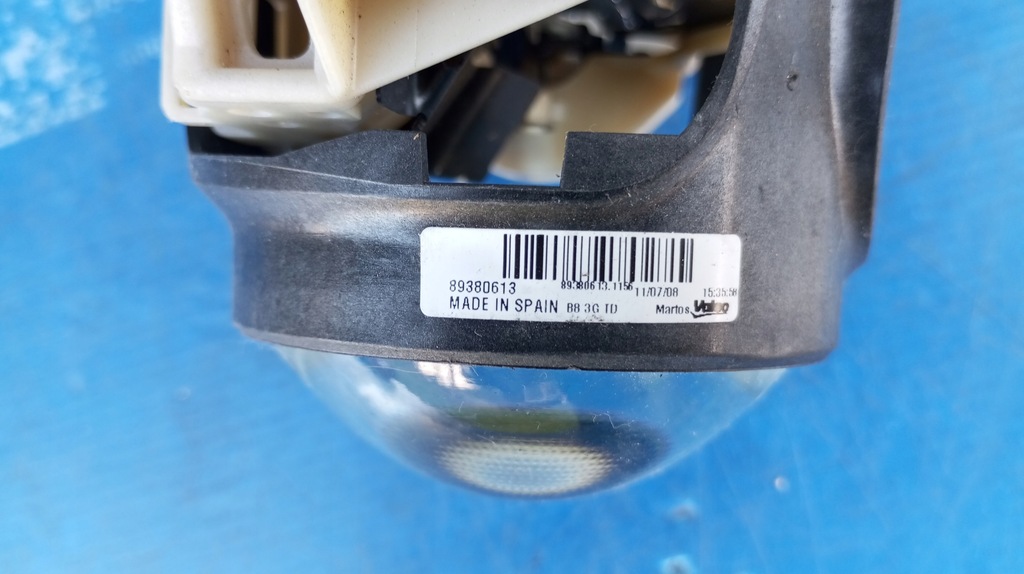 89380613.1156
89380613 11/07/08 15:35:58
MADE IN SPAIN B8 3G TD Martos Valeo